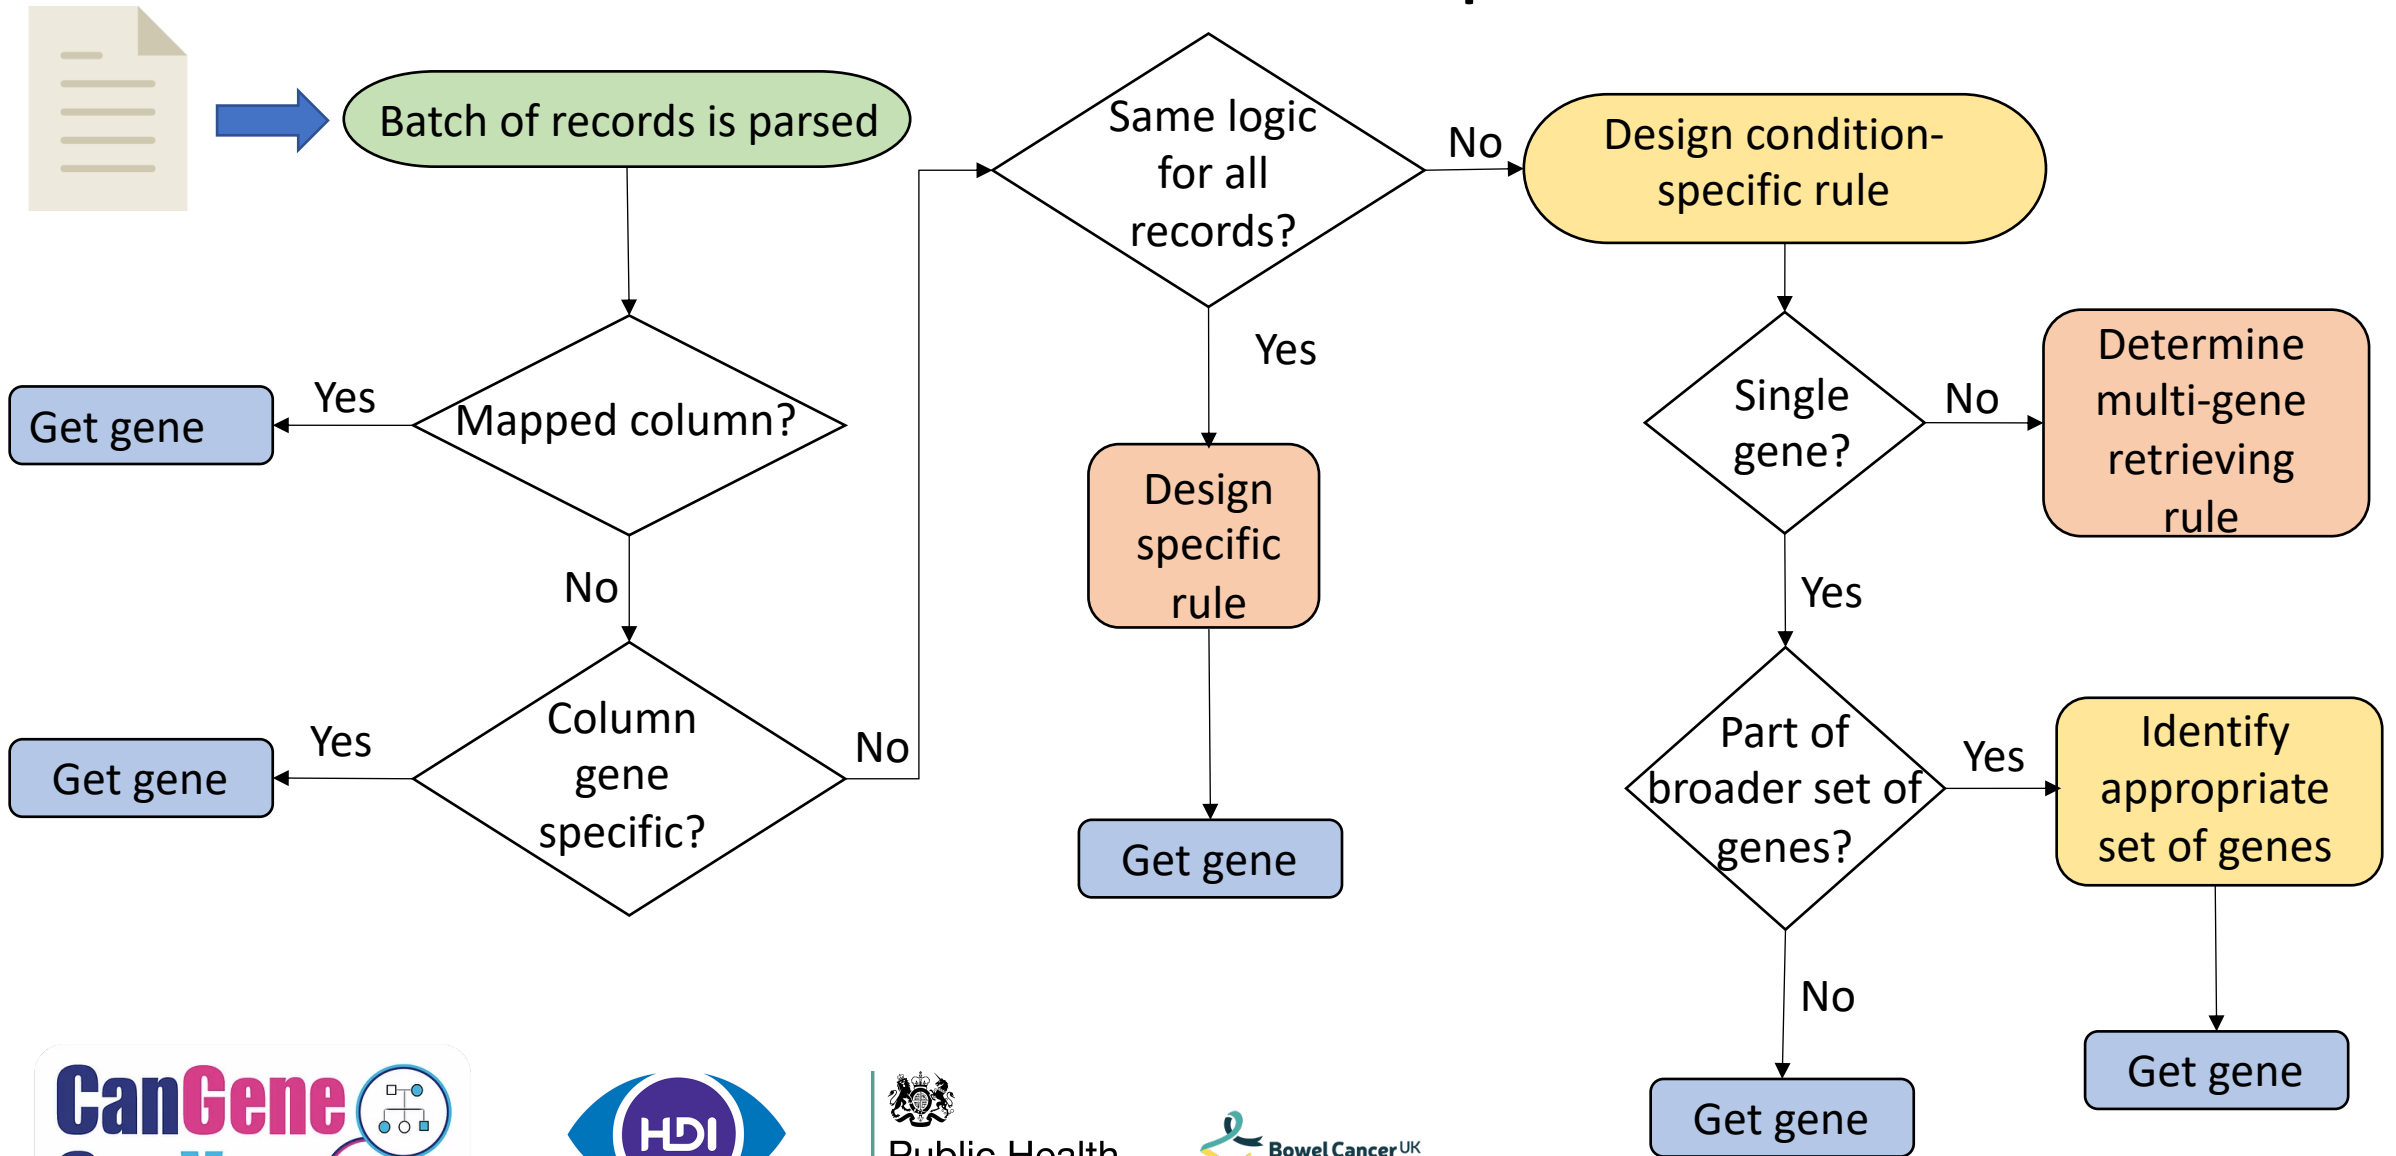 Batch of records is parsed
Mapped column?
Yes
Get gene
No
Column
gene
specific?
Yes
Get gene
No
Same logic
for all
records?
Yes
Design
specific
rule
Get gene
No
Design condition-
specific rule
Single
gene?
No
Determine
multi-gene
retrieving
rule
Yes
Part of
broader set of
genes?
Yes
Identify
appropriate
set of genes
Get gene
No
Get gene
CanGene
HDI
Public Health
Bowel Cancer UK